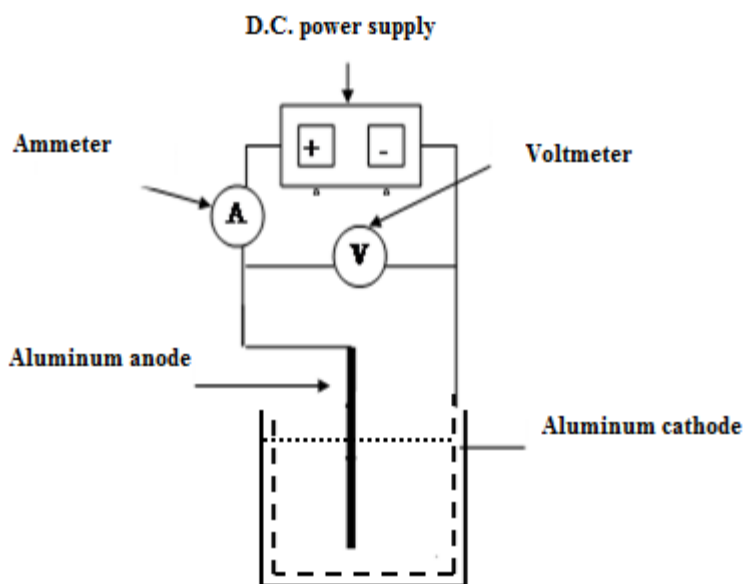 D.C. power supply
Ammeter
Voltmeter
+ -
A
V
Aluminum anode
Aluminum cathode